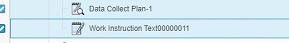 Data Collect Plan-1
Work Instruction Text00000011